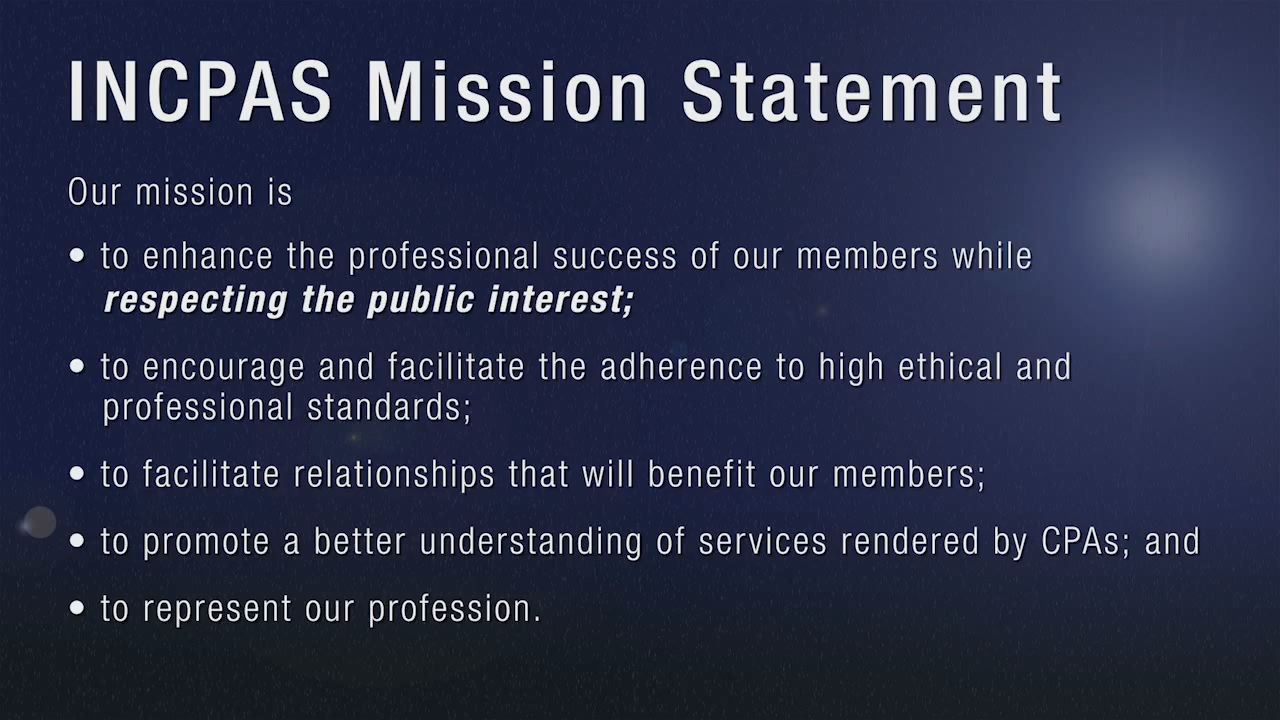 INCPAS Mission Statement
Our mission is
• to enhance the professional success of our members while
respecting the public interest;
• to encourage and facilitate the adherence to high ethical and
professional standards;
• to facilitate relationships that will benefit our members;
• to promote a better understanding of services rendered by CPAs; and
• to represent our profession.